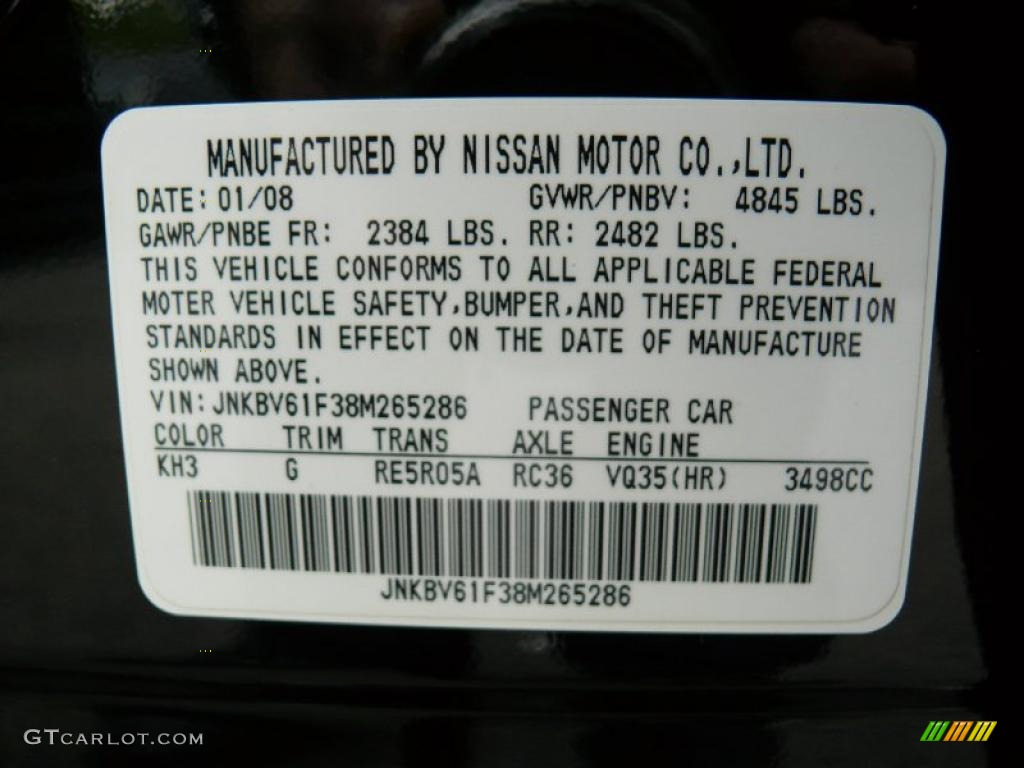 MANUFACTURED BY NISSAN MOTOR CO.,LTD.
DATE: 01/08 GVWR/PNBV: 4845 LBS.
GAWR/PNBE FR: 2384 LBS. RR: 2482 LBS.
THIS VEHICLE CONFORMS TO ALL APPLICABLE FEDERAL
MOTER VEHICLE SAFETY,BUMPER,AND THEFT PREVENTION
STANDARDS IN EFFECT ON THE DATE OF MANUFACTURE
SHOWN ABOVE.
VIN:JNKBV61F38M265286 PASSENGER CAR
COLOR TRIM TRANS AXLE ENGINE
KH3 G RE5R05A RC36 VQ35(HR) 3498CC
JNKBV61F38M265286
GTCARLOT.COM